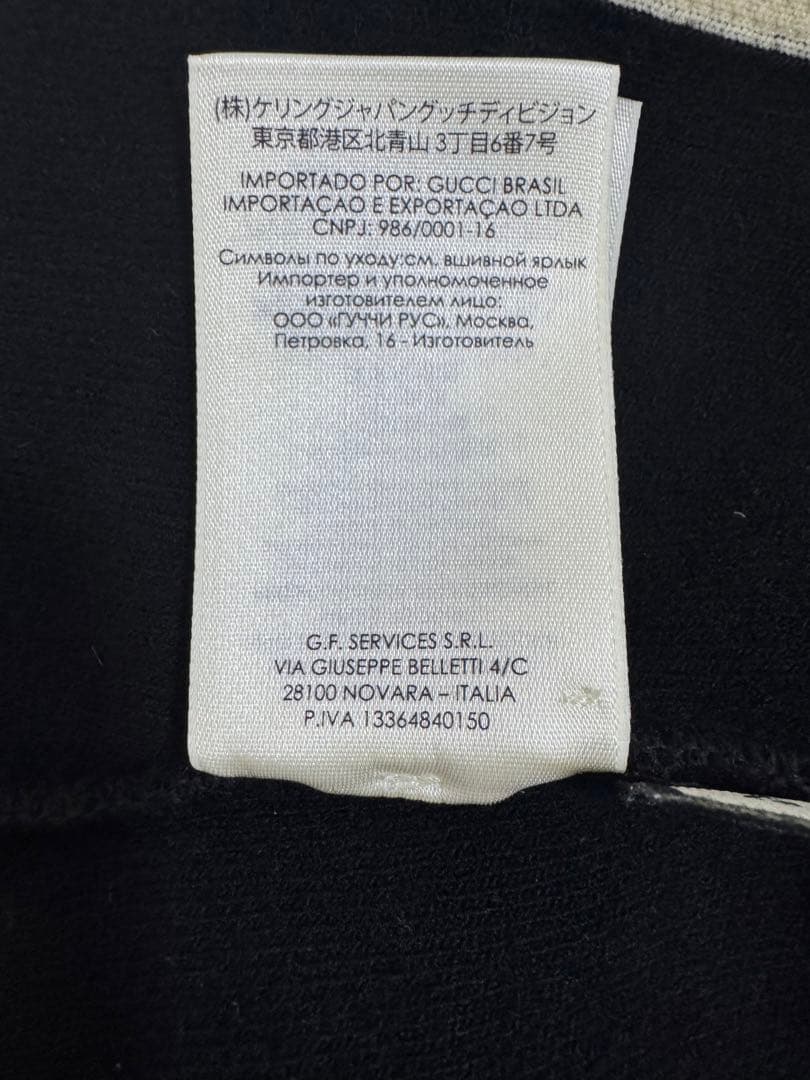 (株)ケリングジャパングッチディビジョン
東京都港区北青山 3丁目6番7号
IMPORTADO POR: GUCCI BRASIL
IMPORTAÇAO E EXPORTAÇAO LTDA
CNPJ: 986/0001-16
Символы по уходу:см. вшивной ярлык
Импортер и уполномоченное
изготовителем лицо:
ООО «ГУЧЧИ РУС», Москва,
Петровка, 16 - Изготовитель
G.F. SERVICES S.R.L.
VIA GIUSEPPE BELLETTI 4/C
28100 NOVARA – ITALIA
P.IVA 13364840150